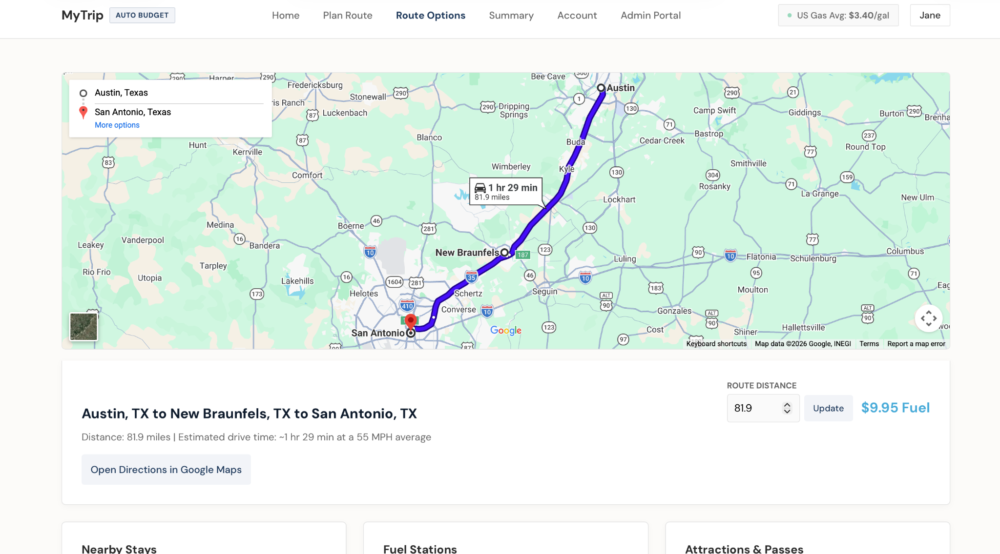 MyTrip
AUTO BUDGET
Home
Plan Route
Route Options
Summary
Account
Admin Portal
US Gas Avg: $3.40/gal
Jane
Austin, Texas
San Antonio, Texas
More options
290
Harper
290
Fredericksburg
ris Ranch
Stonewall
290
87
Luckenbach
87
Hunt
Kerrville
83
Comfort
Blanco
290
Dripping
Springs
Bee Cave
360
Austin
1
130
71
Buda
Cedar Creek
Wimberley
Kyle
130
1 hr 29 min
81.9 miles
Lockhart
290
21
Camp Swift
Giddings
Burton
290
Brenha
Bastrop
237
Round Top
77
Smithville
304
Rosanky
159
71
La Grange
New Ulm
Medina
16
Boerne
46
281
130
Leakey
Vanderpool
Bandera
10
New Braunfels
187
123
77
90
10
Flatonia
Schulenburg
Columbus
Luling
Rio Frio
Tarpley
Utopia
Lakehills
16
1604
281
35
46
10
95
71
Eag
173
Helotes
Schertz
Seguin
183
Moulton
ALT
90
410
Converse
10
Gonzales
ALT
90
ALT
90
San Antonio
Google
123
Cost
Shiner
Hallettsville
97
87
Keyboard shortcuts
Map data ©2026 Google, INEGI
Terms
Report a map error
ROUTE DISTANCE
81.9
Update
$9.95 Fuel
Austin, TX to New Braunfels, TX to San Antonio, TX
Distance: 81.9 miles | Estimated drive time: ~1 hr 29 min at a 55 MPH average
Open Directions in Google Maps
Nearby Stays
Fuel Stations
Attractions & Passes